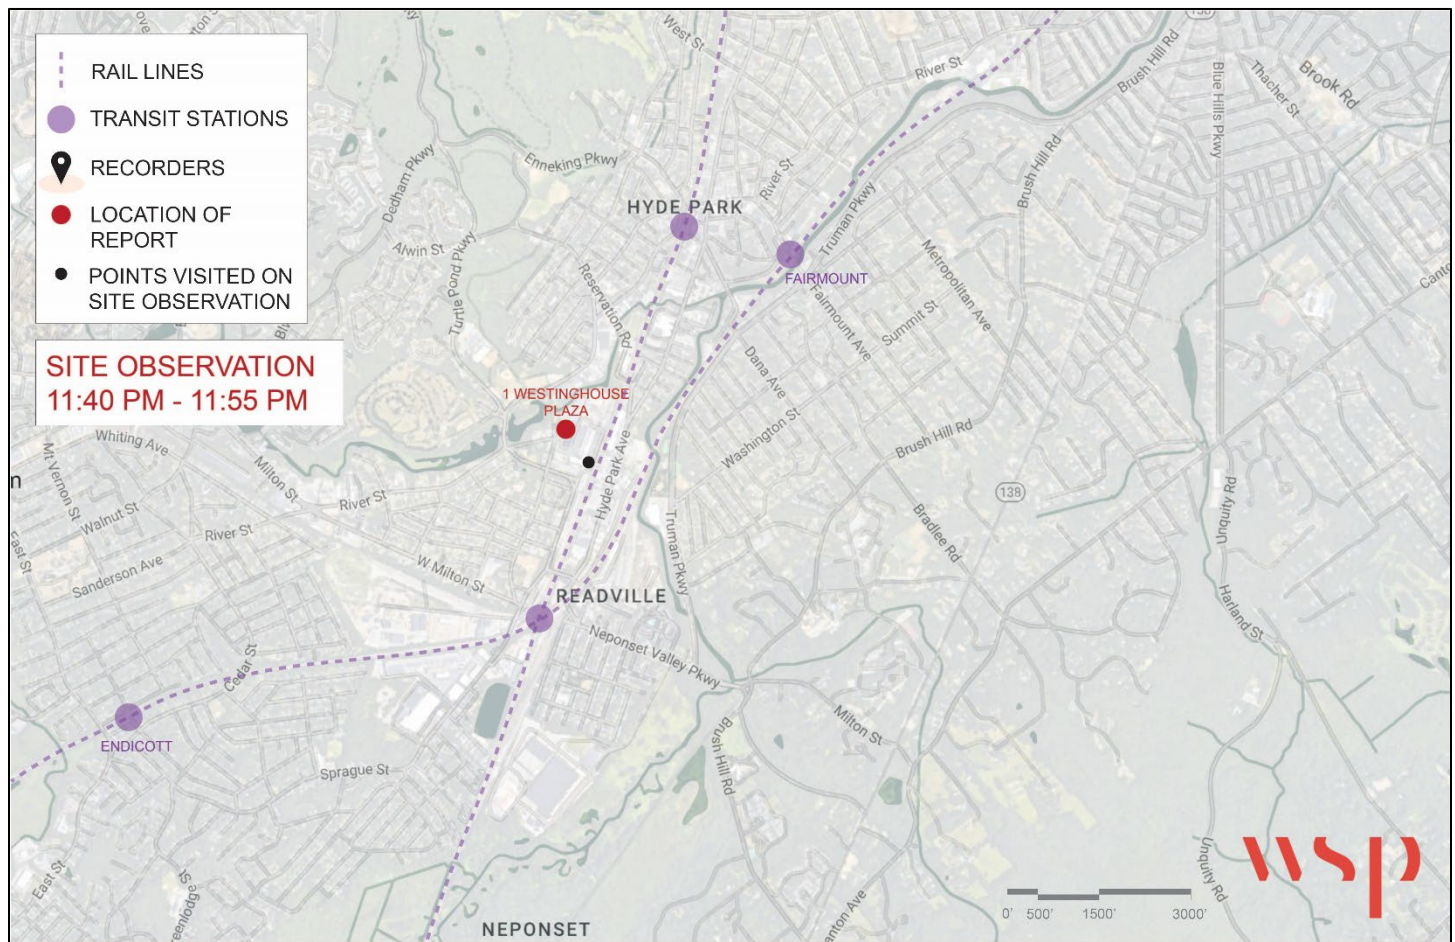 RAIL LINES
TRANSIT STATIONS
RECORDERS
LOCATION OF
REPORT
POINTS VISITED ON
SITE OBSERVATION
SITE OBSERVATION
11:40 PM - 11:55 PM
West St
River St
Brush Hill Rd
Blue Hills Pkwy
Thacher St
Brook Rd
Enneking Pkwy
Dedham Pkwy
River St
Brush Hill Rd
HYDE PARK
Truman Pkwy
Alwin St
Turtle Pond Pkwy
Reservation Rd
FAIRMOUNT
Metropolitan Ave
Fairmount Ave
Summit St
Dana Ave
1 WESTINGHOUSE
PLAZA
Washington St
Brush Hill Rd
Whiting Ave
Mt Vernon St
Milton St
Hyde Park Ave
138
River St
Walnut St
River St
Unquity Rd
Bradlee Rd
East St
Sanderson Ave
W Milton St
Truman Pkwy
READVILLE
Harland St
Neponset Valley Pkwy
Cedar St
ENDICOTT
Milton St
Brush Hill Rd
Sprague St
wsp
Unquity Rd
East St
0' 500' 1500' 3000'
NEPONSET